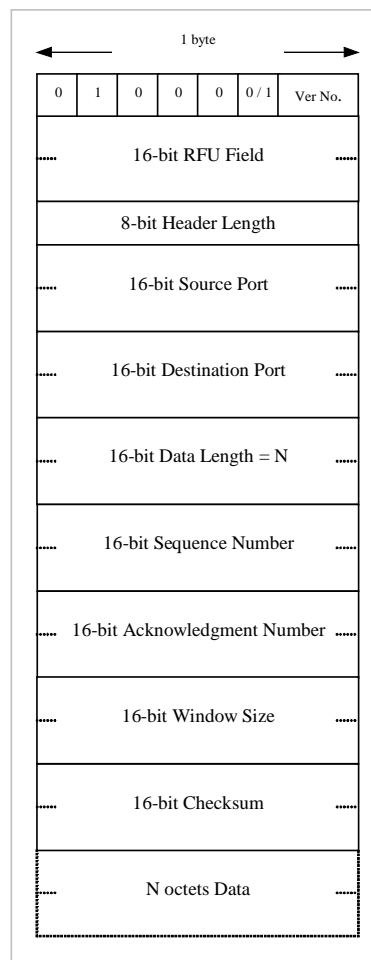 1 byte
0 1 0 0 0 0 / 1 Ver No.
16-bit RFU Field
8-bit Header Length
16-bit Source Port
16-bit Destination Port
16-bit Data Length = N
16-bit Sequence Number
16-bit Acknowledgment Number
16-bit Window Size
16-bit Checksum
N octets Data